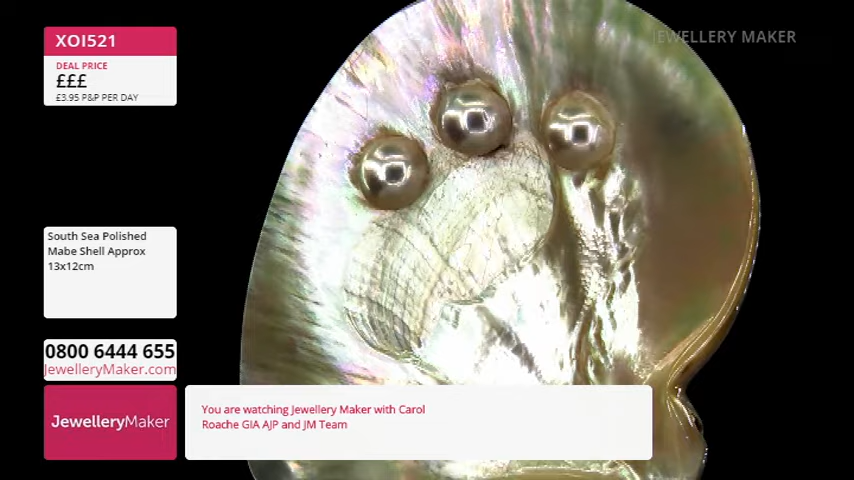 XOI521
JEWELLERY MAKER
DEAL PRICE
£££
£3.95 P&P PER DAY
South Sea Polished
Mabe Shell Approx
13x12cm
0800 6444 655
JewelleryMaker.com
JewelleryMaker
You are watching Jewellery Maker with Carol
Roache GIA AJP and JM Team